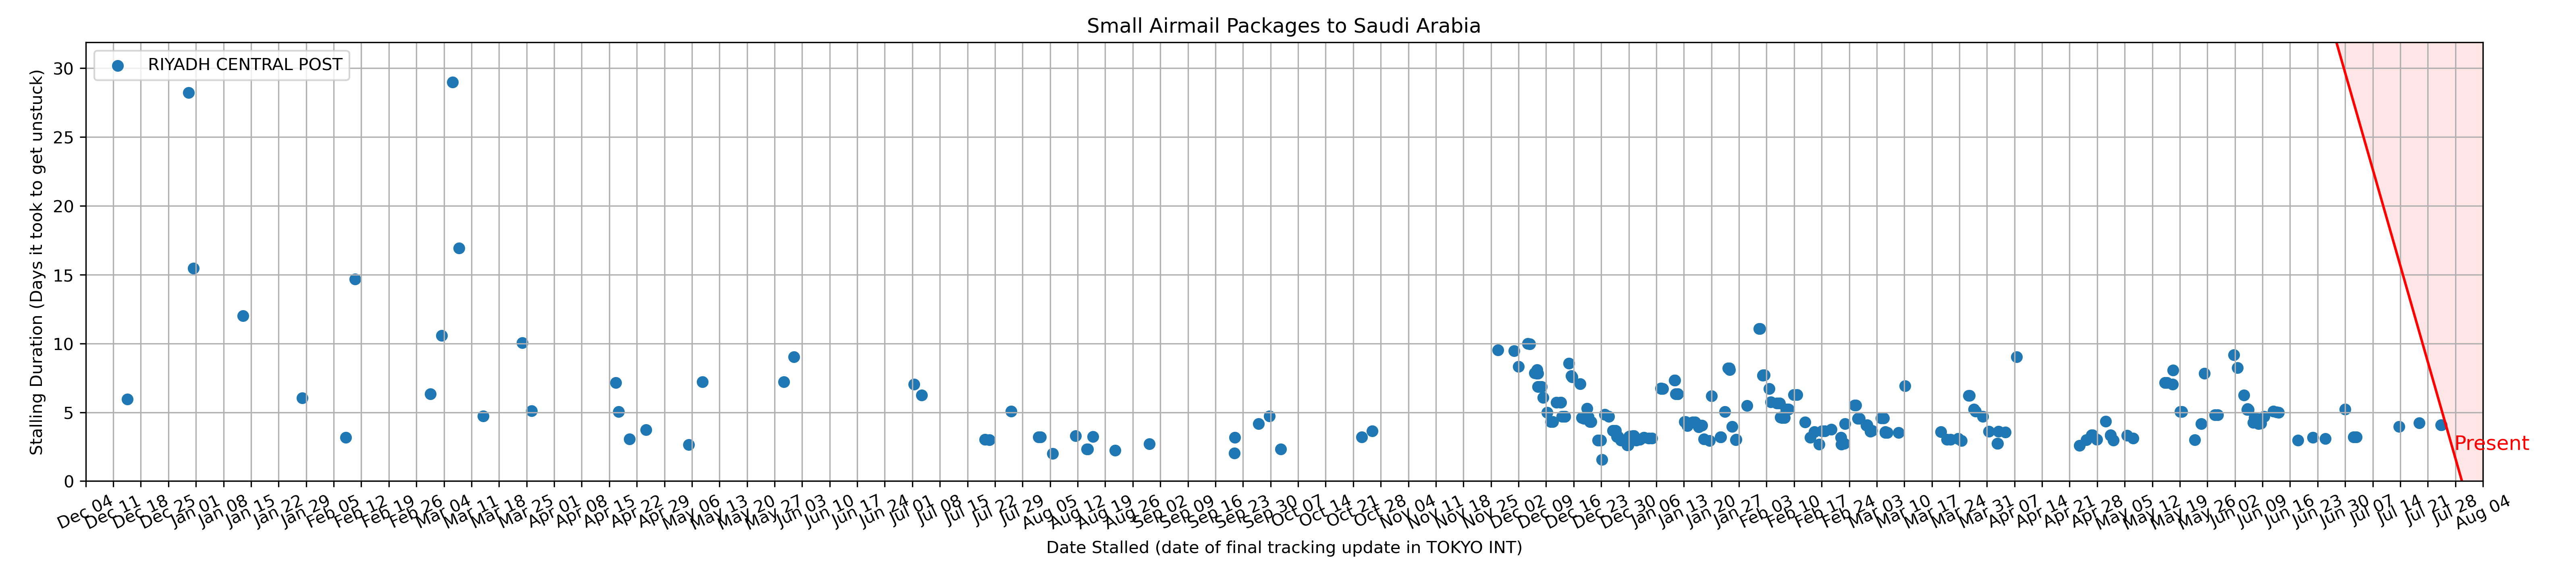 Small Airmail Packages to Saudi Arabia
RIYADH CENTRAL POST
Stalling Duration (Days it took to get unstuck)
30
25
20
15
10
5
0
Present
Dec 04
Dec 11
Dec 18
Dec 25
Jan 01
Jan 08
Jan 15
Jan 22
Jan 29
Feb 05
Feb 12
Feb 19
Feb 26
Mar 04
Mar 11
Mar 18
Mar 25
Apr 01
Apr 08
Apr 15
Apr 22
Apr 29
May 06
May 13
May 20
May 27
Jun 03
Jun 10
Jun 17
Jun 24
Jul 01
Jul 08
Jul 15
Jul 22
Jul 29
Aug 05
Aug 12
Aug 19
Aug 26
Sep 02
Sep 09
Sep 16
Sep 23
Sep 30
Oct 07
Oct 14
Oct 21
Oct 28
Nov 04
Nov 11
Nov 18
Nov 25
Dec 02
Dec 09
Dec 16
Dec 23
Dec 30
Jan 06
Jan 13
Jan 20
Jan 27
Feb 03
Feb 10
Feb 17
Feb 24
Mar 03
Mar 10
Mar 17
Mar 24
Mar 31
Apr 07
Apr 14
Apr 21
Apr 28
May 05
May 12
May 19
May 26
Jun 02
Jun 09
Jun 16
Jun 23
Jun 30
Jul 07
Jul 14
Jul 21
Jul 28
Aug 04
Date Stalled (date of final tracking update in TOKYO INT)